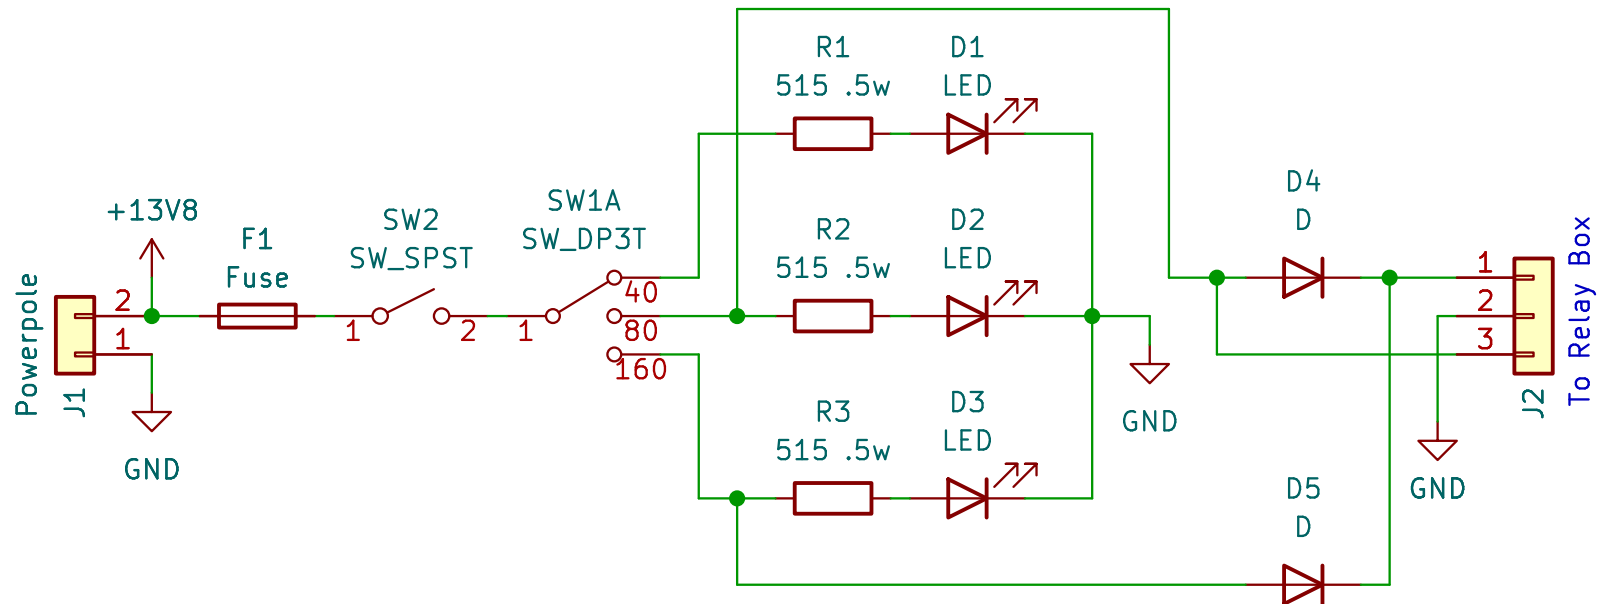 +13V8
Powerpole
J1
2
1
GND
F1
Fuse
SW2
SW_SPST
1
2
SW1A
SW_DP3T
1
40
80
160
R1
515 .5w
D1
LED
R2
515 .5w
D2
LED
R3
515 .5w
D3
LED
GND
D4
D
D5
D
1
2
3
J2
GND
To Relay Box